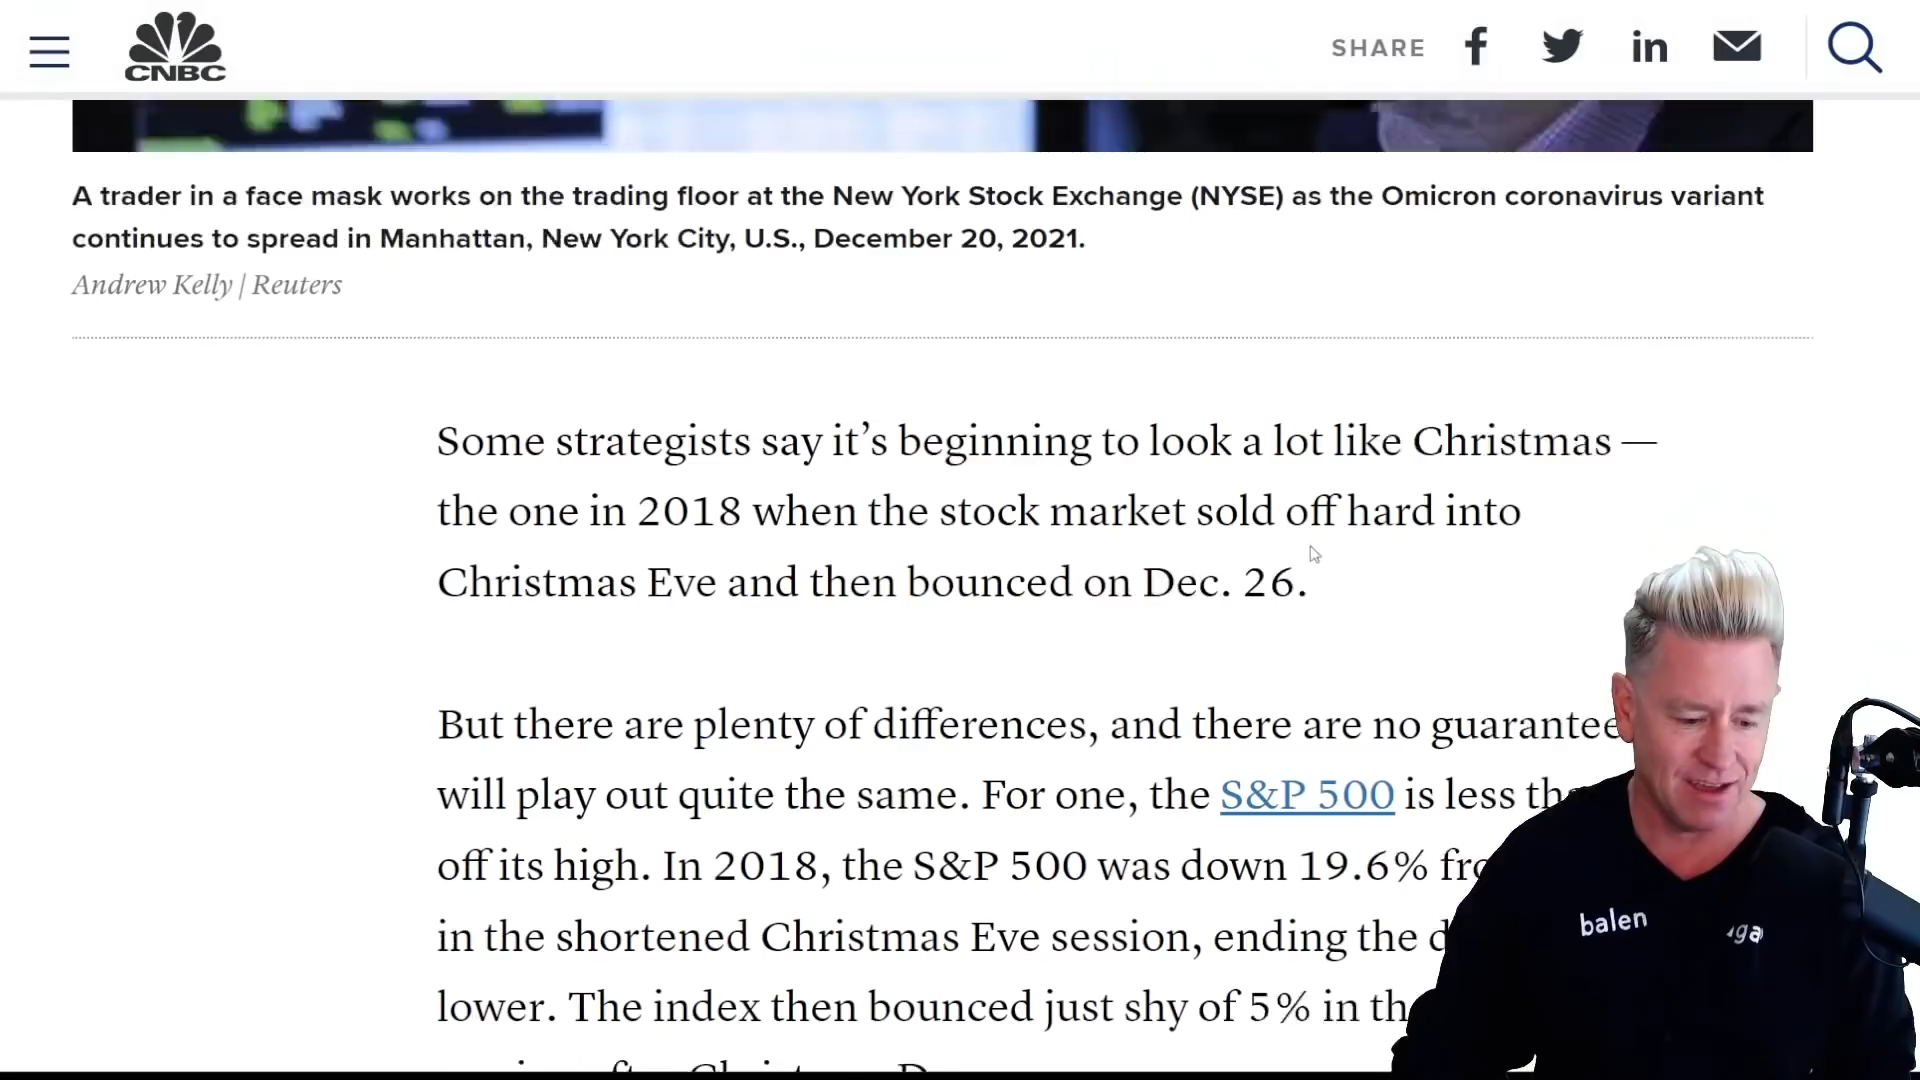 CNBC
SHARE
A trader in a face mask works on the trading floor at the New York Stock Exchange (NYSE) as the Omicron coronavirus variant
continues to spread in Manhattan, New York City, U.S., December 20, 2021.
Andrew Kelly | Reuters
Some strategists say it’s beginning to look a lot like Christmas —
the one in 2018 when the stock market sold off hard into
Christmas Eve and then bounced on Dec. 26.
But there are plenty of differences, and there are no
will play out quite the same. For one, the S&P 500 is less
off its high. In 2018, the S&P 500 was down 19.6%
in the shortened Christmas Eve session, ending the
lower. The index then bounced just shy of 5% in